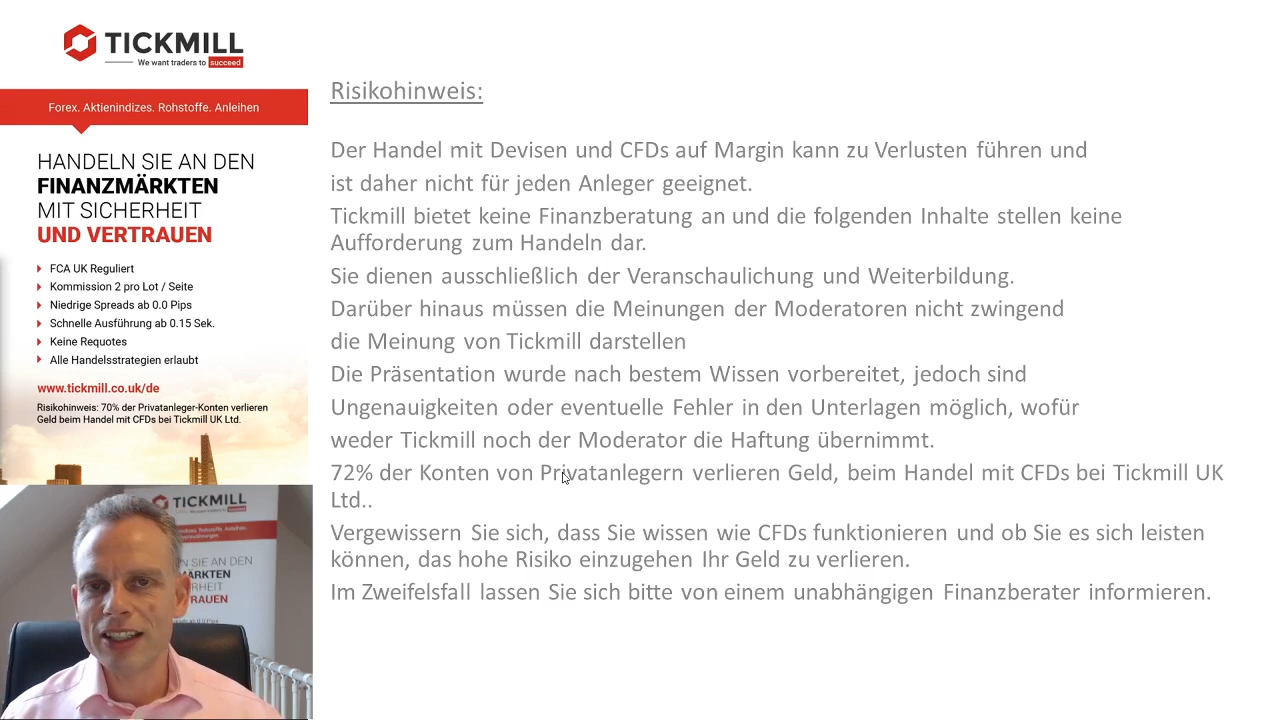 TICKMILL
We want traders to succeed
Forex. Aktienindizes. Rohstoffe. Anleihen
HANDELN SIE AN DEN
FINANZMÄRKTEN
MIT SICHERHEIT
UND VERTRAUEN
FCA UK Reguliert
Kommission 2 pro Lot / Seite
Niedrige Spreads ab 0.0 Pips
Schnelle Ausführung ab 0.15 Sek.
Keine Requotes
Alle Handelsstrategien erlaubt
www.tickmill.co.uk/de
Risikohinweis: 70% der Privatanleger-Konten verlieren
Geld beim Handel mit CFDs bei Tickmill UK Ltd.
Risikohinweis:
Der Handel mit Devisen und CFDs auf Margin kann zu Verlusten führen und
ist daher nicht für jeden Anleger geeignet.
Tickmill bietet keine Finanzberatung an und die folgenden Inhalte stellen keine
Aufforderung zum Handeln dar.
Sie dienen ausschließlich der Veranschaulichung und Weiterbildung.
Darüber hinaus müssen die Meinungen der Moderatoren nicht zwingend
die Meinung von Tickmill darstellen
Die Präsentation wurde nach bestem Wissen vorbereitet, jedoch sind
Ungenauigkeiten oder eventuelle Fehler in den Unterlagen möglich, wofür
weder Tickmill noch der Moderator die Haftung übernimmt.
72% der Konten von Privatanlegern verlieren Geld, beim Handel mit CFDs bei Tickmill UK
Ltd..
Vergewissern Sie sich, dass Sie wissen wie CFDs funktionieren und ob Sie es sich leisten
können, das hohe Risiko einzugehen Ihr Geld zu verlieren.
Im Zweifelsfall lassen Sie sich bitte von einem unabhängigen Finanzberater informieren.
TICKMILL
N SIE AN DEN
MÄRKTEN
ERHEIT
TRAUEN